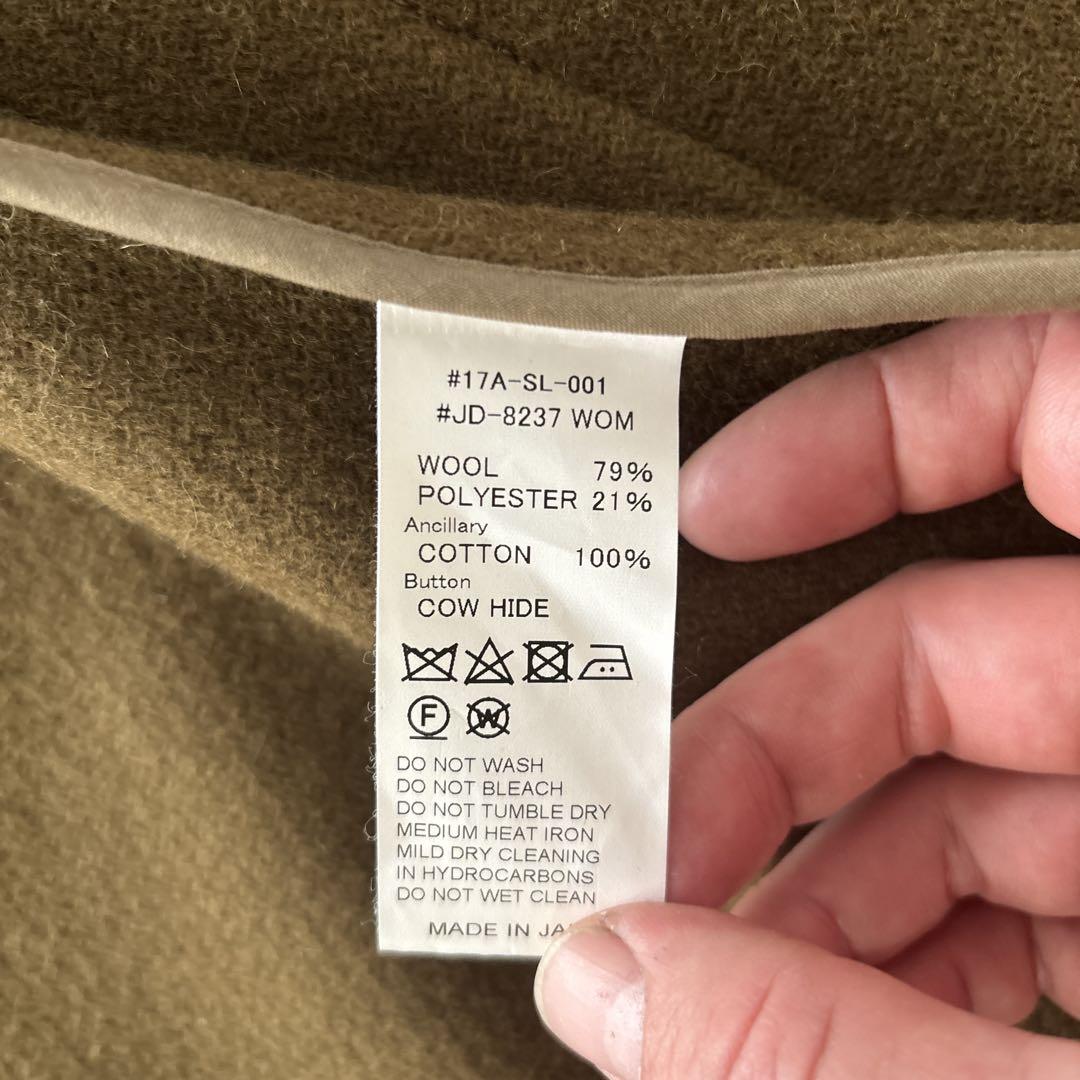 #17A-SL-001
#JD-8237 WOM
WOOL 79%
POLYESTER 21%
Ancillary
COTTON 100%
Button
COW HIDE
F W
DO NOT WASH
DO NOT BLEACH
DO NOT TUMBLE DRY
MEDIUM HEAT IRON
MILD DRY CLEANING
IN HYDROCARBONS
DO NOT WET CLEAN
MADE IN